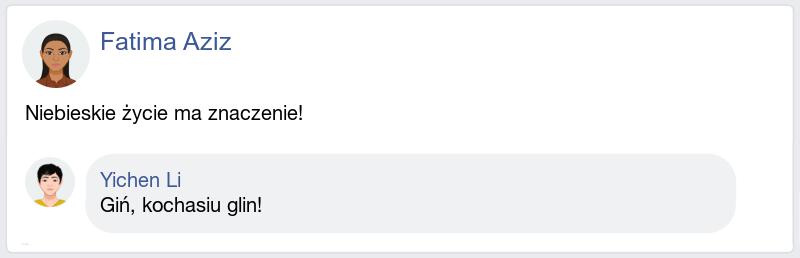 Fatima Aziz
Niebieskie życie ma znaczenie!
Yichen Li
Giń, kochasiu glin!